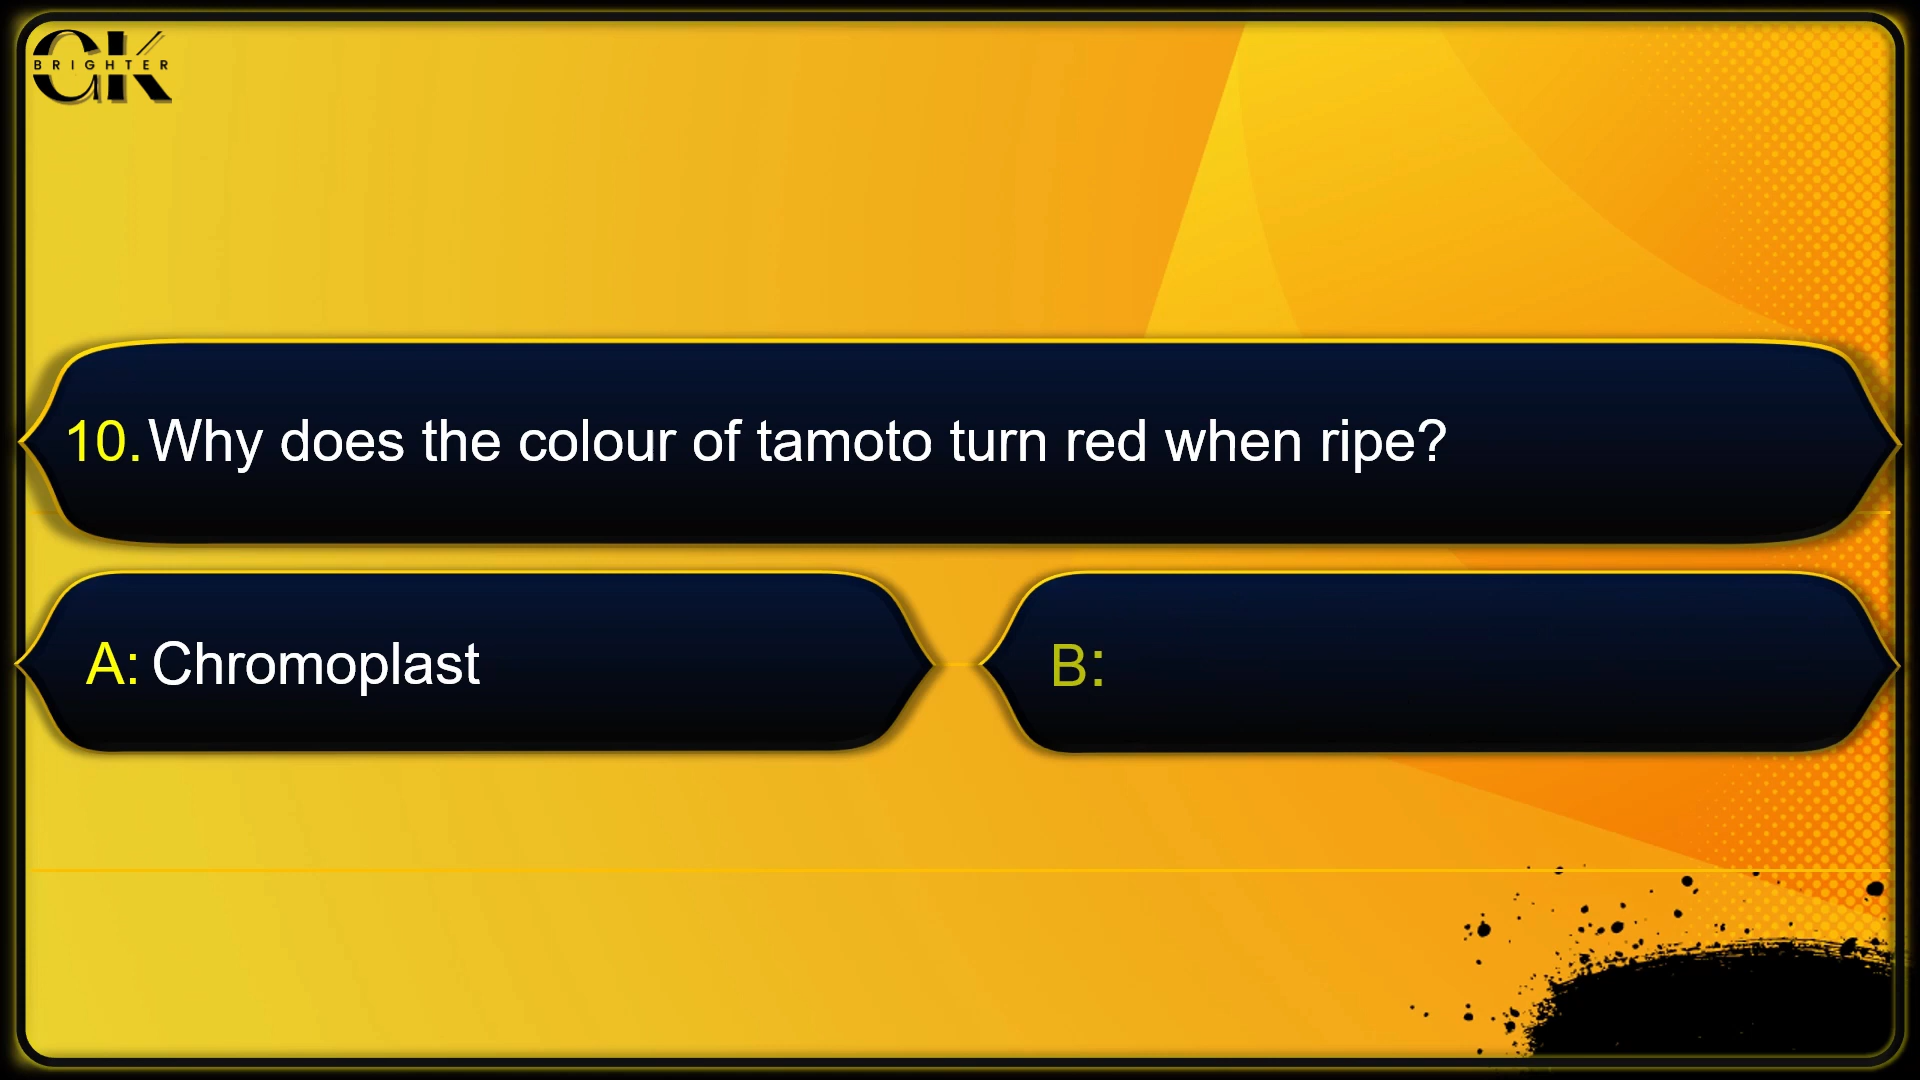 GK
BRIGHTER
10. Why does the colour of tamoto turn red when ripe?
A: Chromoplast
B: